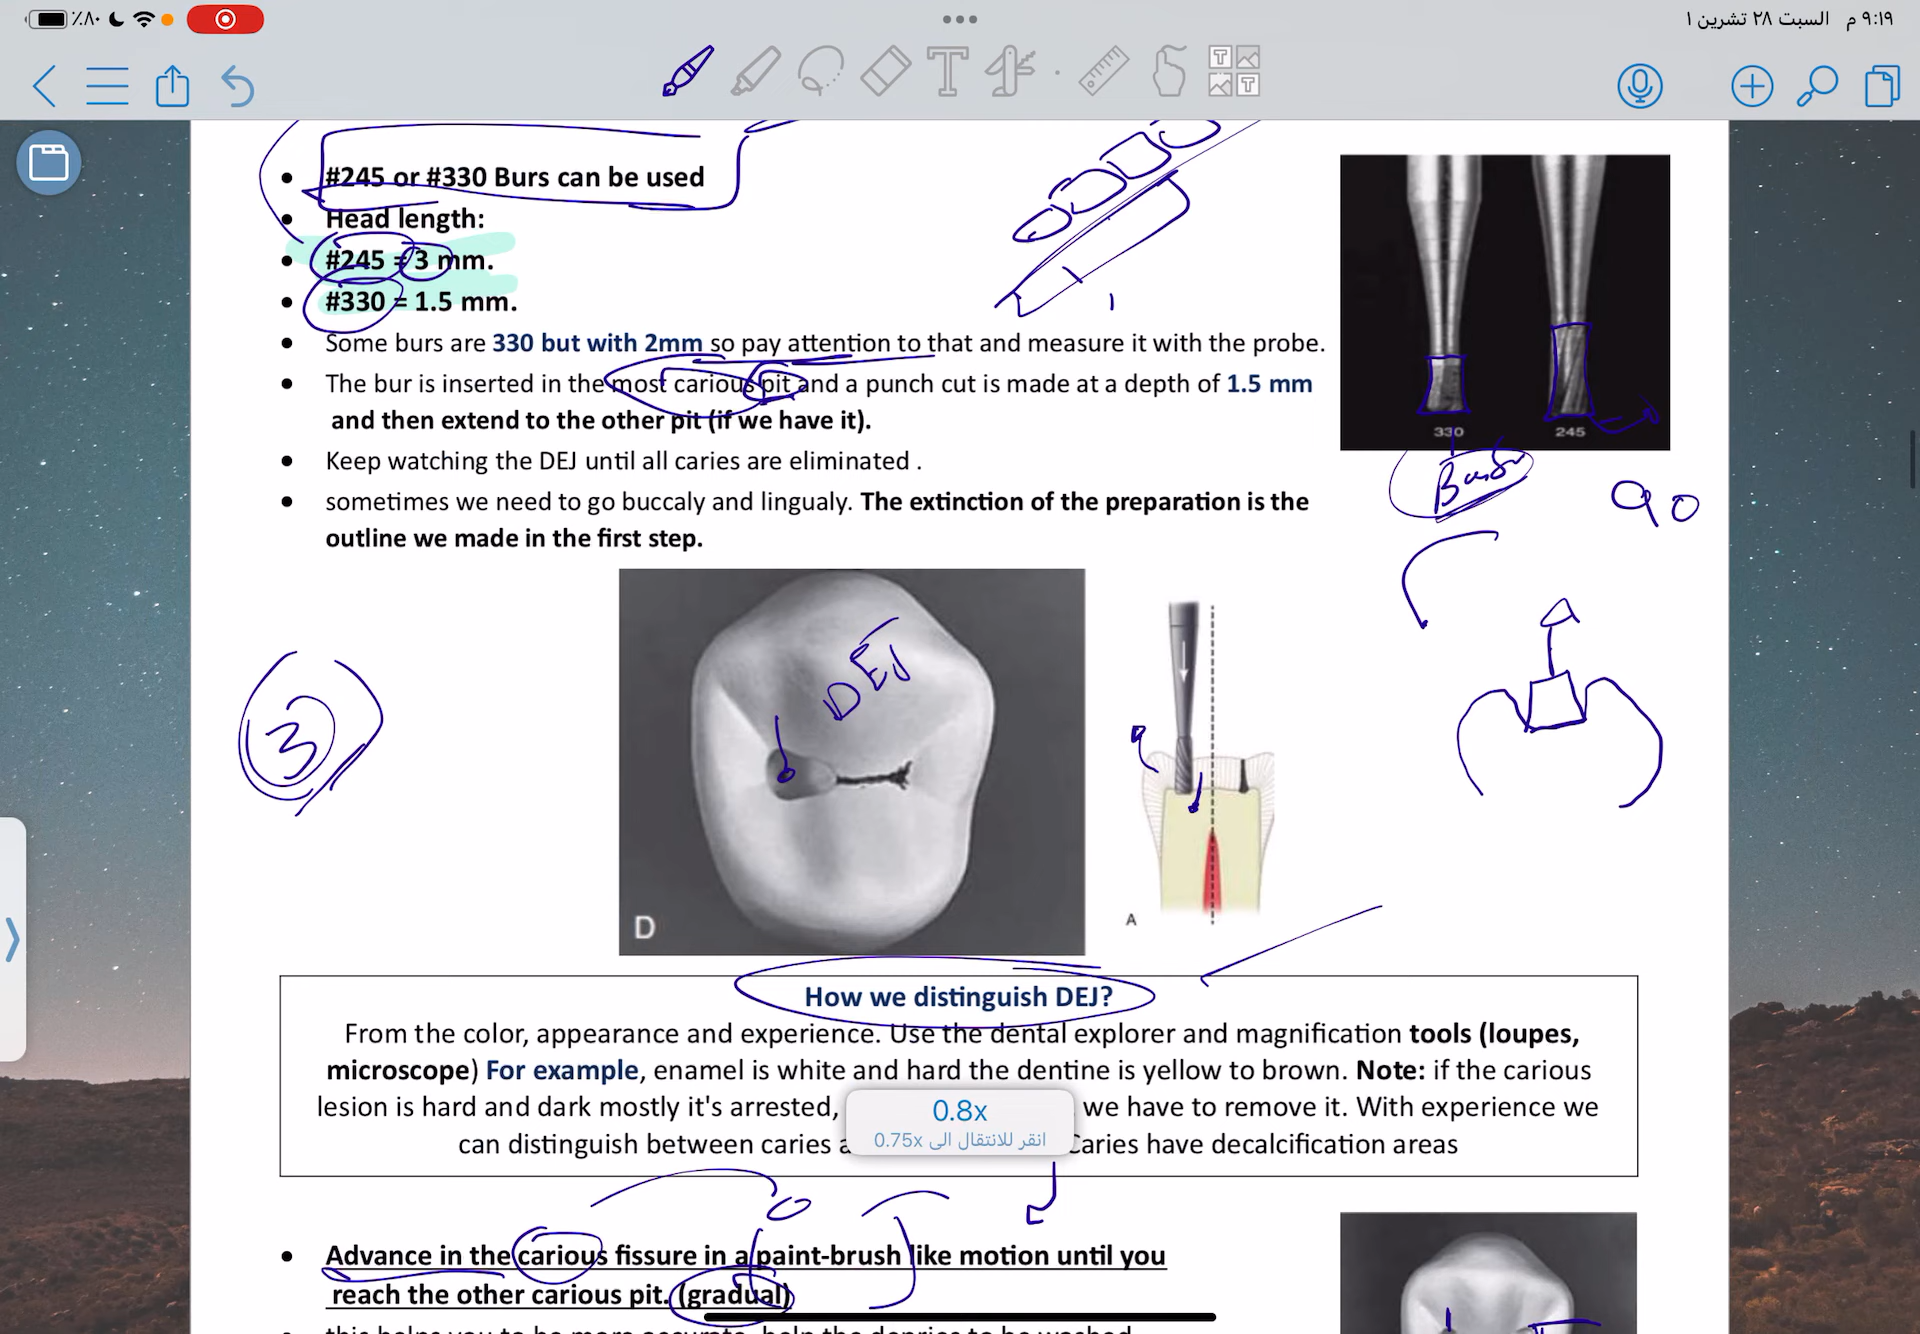 ٪٨٠
٩:١٩ م السبت ٢٨ تشرين ١
#245 or #330 Burs can be used
Head length:
#245 = 3 mm.
#330 = 1.5 mm.
Some burs are 330 but with 2mm so pay attention to that and measure it with the probe.
The bur is inserted in the most carious pit and a punch cut is made at a depth of 1.5 mm
and then extend to the other pit (if we have it).
Keep watching the DEJ until all caries are eliminated .
sometimes we need to go buccaly and lingualy. The extinction of the preparation is the
outline we made in the first step.
330 245
90
3
DEJ
D
A
How we distinguish DEJ?
From the color, appearance and experience. Use the dental explorer and magnification tools (loupes,
microscope) For example, enamel is white and hard the dentine is yellow to brown. Note: if the carious
lesion is hard and dark mostly it's arrested, we have to remove it. With experience we
can distinguish between caries Caries have decalcification areas
0.8x
انقر للانتقال الى 0.75x
Advance in the carious fissure in a paint-brush like motion until you
reach the other carious pit. (gradual)